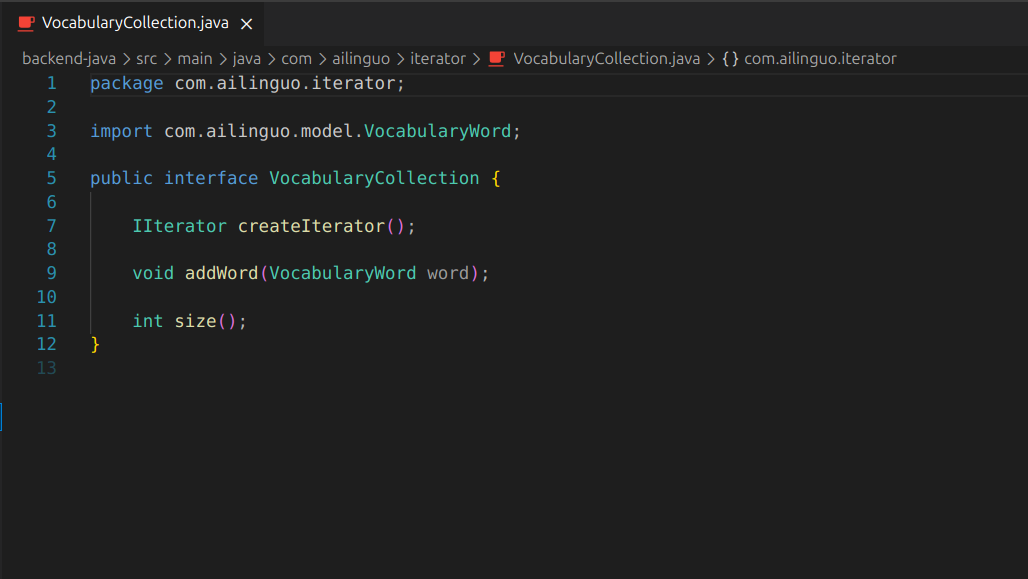 VocabularyCollection.java ×
backend-java > src > main > java > com > ailinguo > iterator > VocabularyCollection.java > {} com.ailinguo.iterator
1 package com.ailinguo.iterator;
2
3 import com.ailinguo.model.VocabularyWord;
4
5 public interface VocabularyCollection {
6
7     IIterator createIterator();
8
9     void addWord(VocabularyWord word);
10
11     int size();
12 }
13